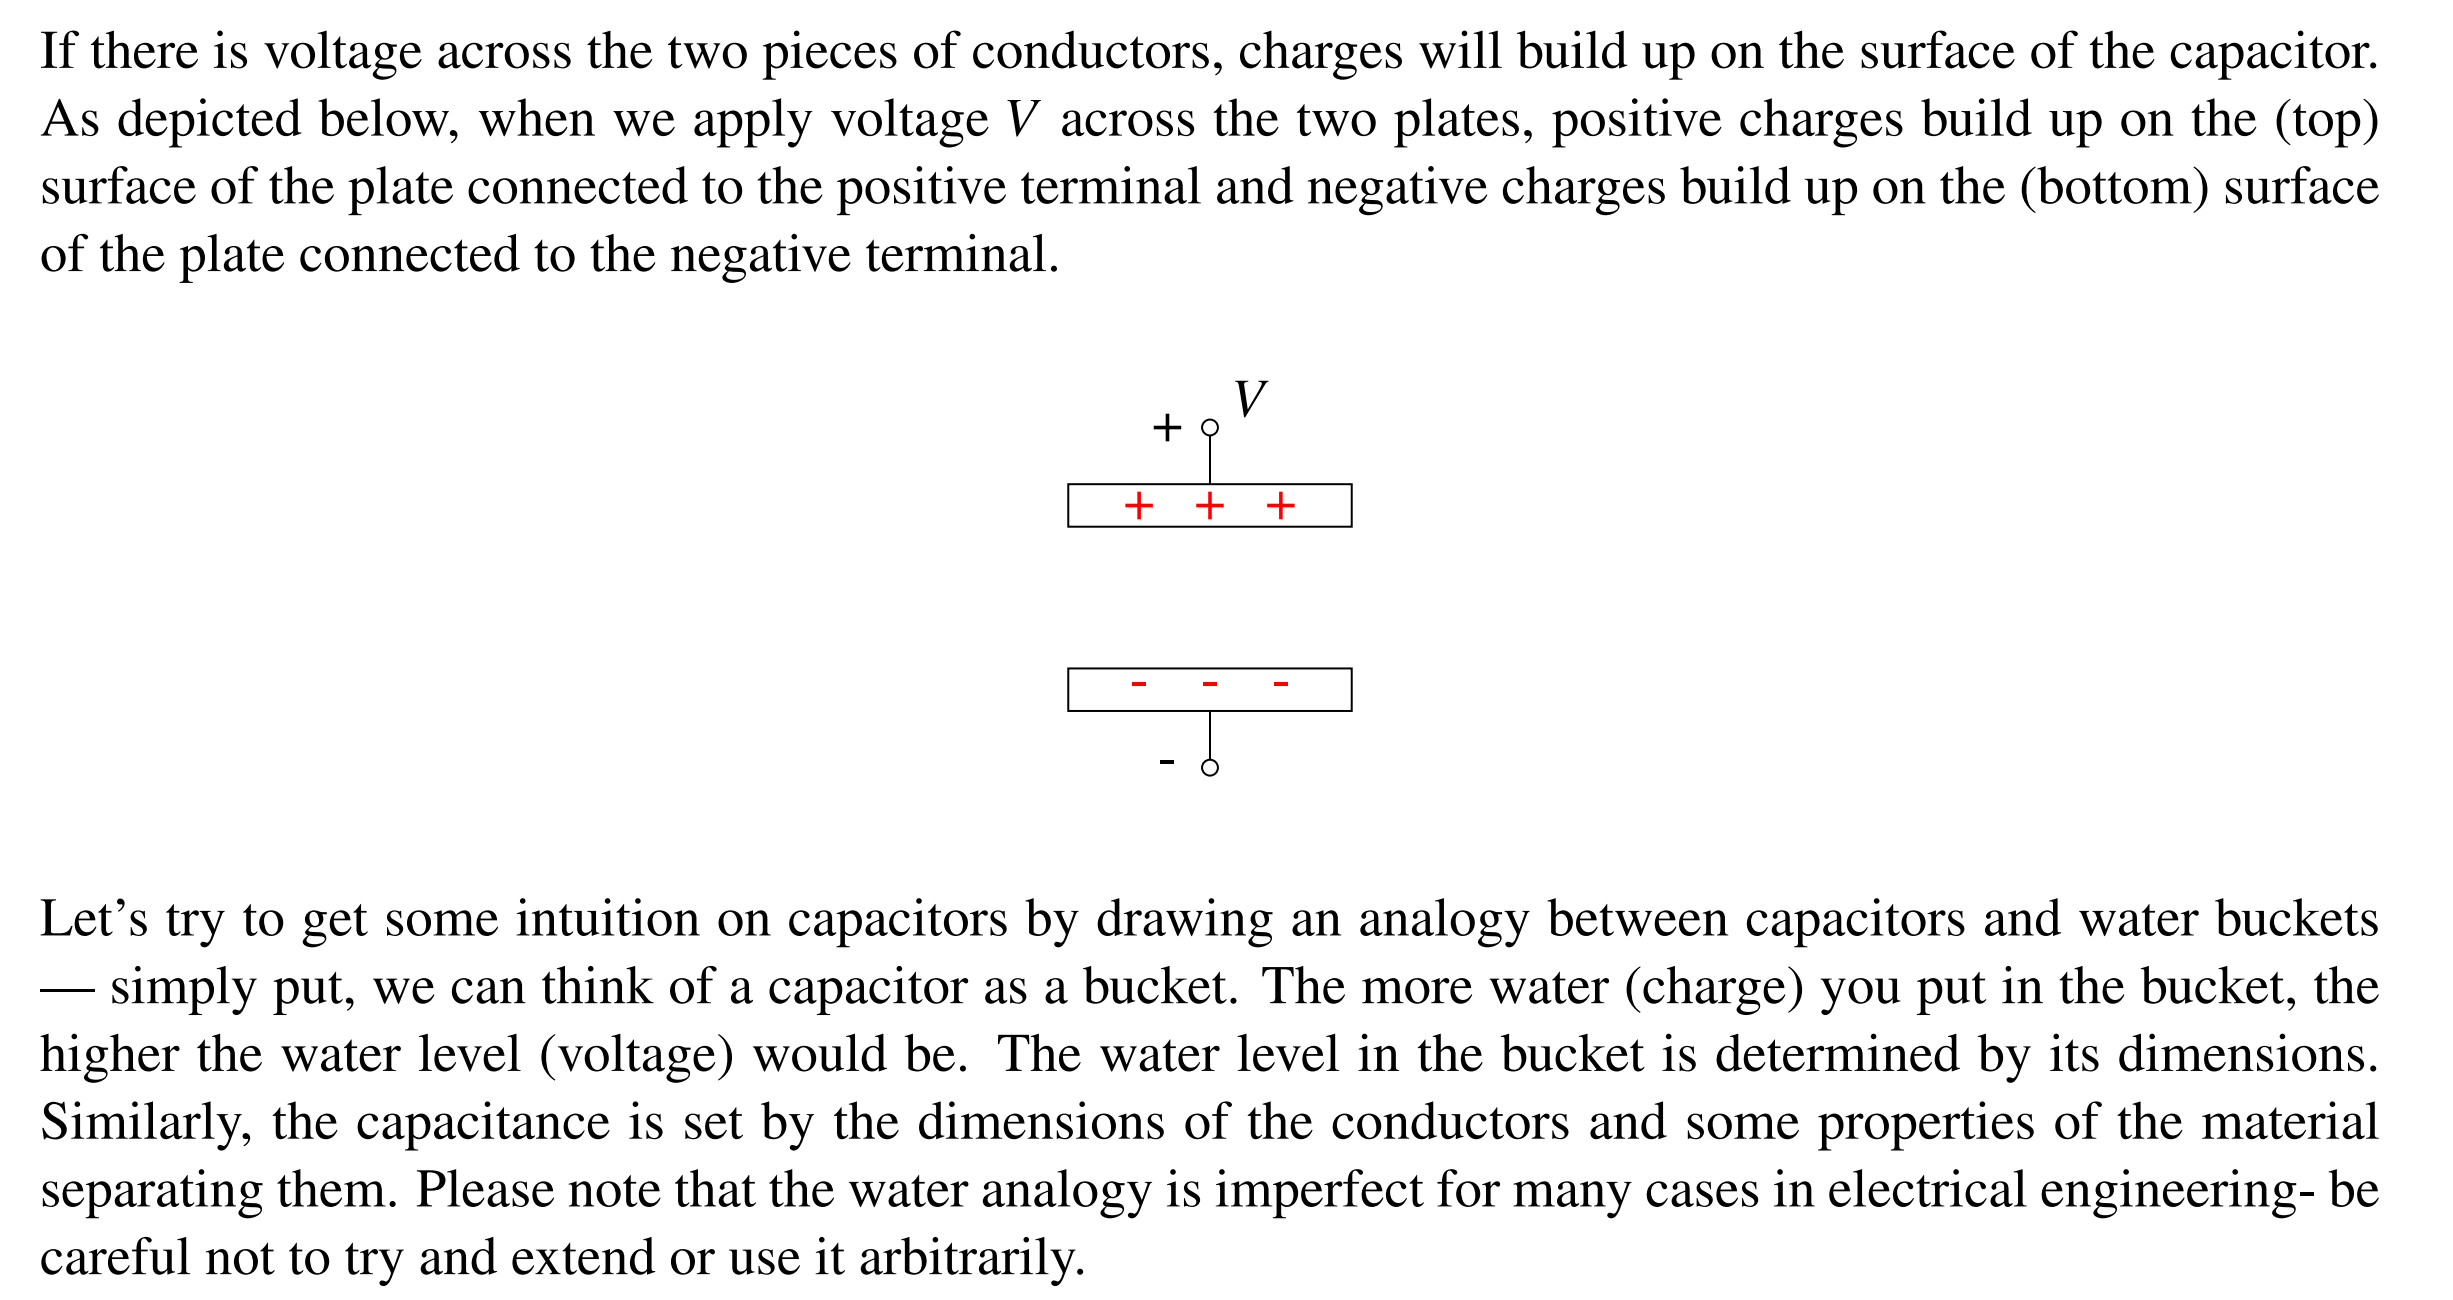 If there is voltage across the two pieces of conductors, charges will build up on the surface of the capacitor.
As depicted below, when we apply voltage V across the two plates, positive charges build up on the (top)
surface of the plate connected to the positive terminal and negative charges build up on the (bottom) surface
of the plate connected to the negative terminal.
V
+
+ + +
- - -
-
Let’s try to get some intuition on capacitors by drawing an analogy between capacitors and water buckets
— simply put, we can think of a capacitor as a bucket. The more water (charge) you put in the bucket, the
higher the water level (voltage) would be. The water level in the bucket is determined by its dimensions.
Similarly, the capacitance is set by the dimensions of the conductors and some properties of the material
separating them. Please note that the water analogy is imperfect for many cases in electrical engineering- be
careful not to try and extend or use it arbitrarily.